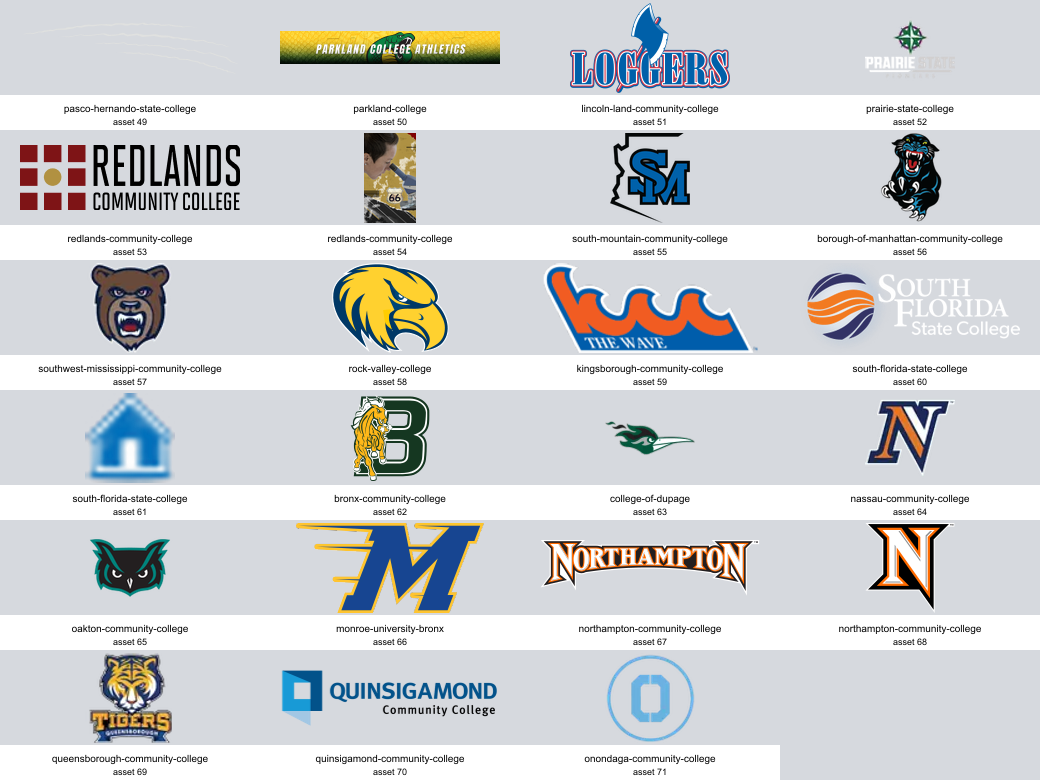 PARKLAND COLLEGE ATHLETICS
LOGGERS
PRAIRIE STATE
pasco-hernando-state-college
asset 49
parkland-college
asset 50
lincoln-land-community-college
asset 51
prairie-state-college
asset 52
REDLANDS
COMMUNITY COLLEGE
66
SM
redlands-community-college
asset 53
redlands-community-college
asset 54
south-mountain-community-college
asset 55
borough-of-manhattan-community-college
asset 56
THE WAVE
SOUTH
FLORIDA
State College
southwest-mississippi-community-college
asset 57
rock-valley-college
asset 58
kingsborough-community-college
asset 59
south-florida-state-college
asset 60
B
N
south-florida-state-college
asset 61
bronx-community-college
asset 62
college-of-dupage
asset 63
nassau-community-college
asset 64
M
NORTHAMPTON
N
oakton-community-college
asset 65
monroe-university-bronx
asset 66
northampton-community-college
asset 67
northampton-community-college
asset 68
TIGERS
QUEENSBOROUGH
QUINSIGAMOND
Community College
O
queensborough-community-college
asset 69
quinsigamond-community-college
asset 70
onondaga-community-college
asset 71